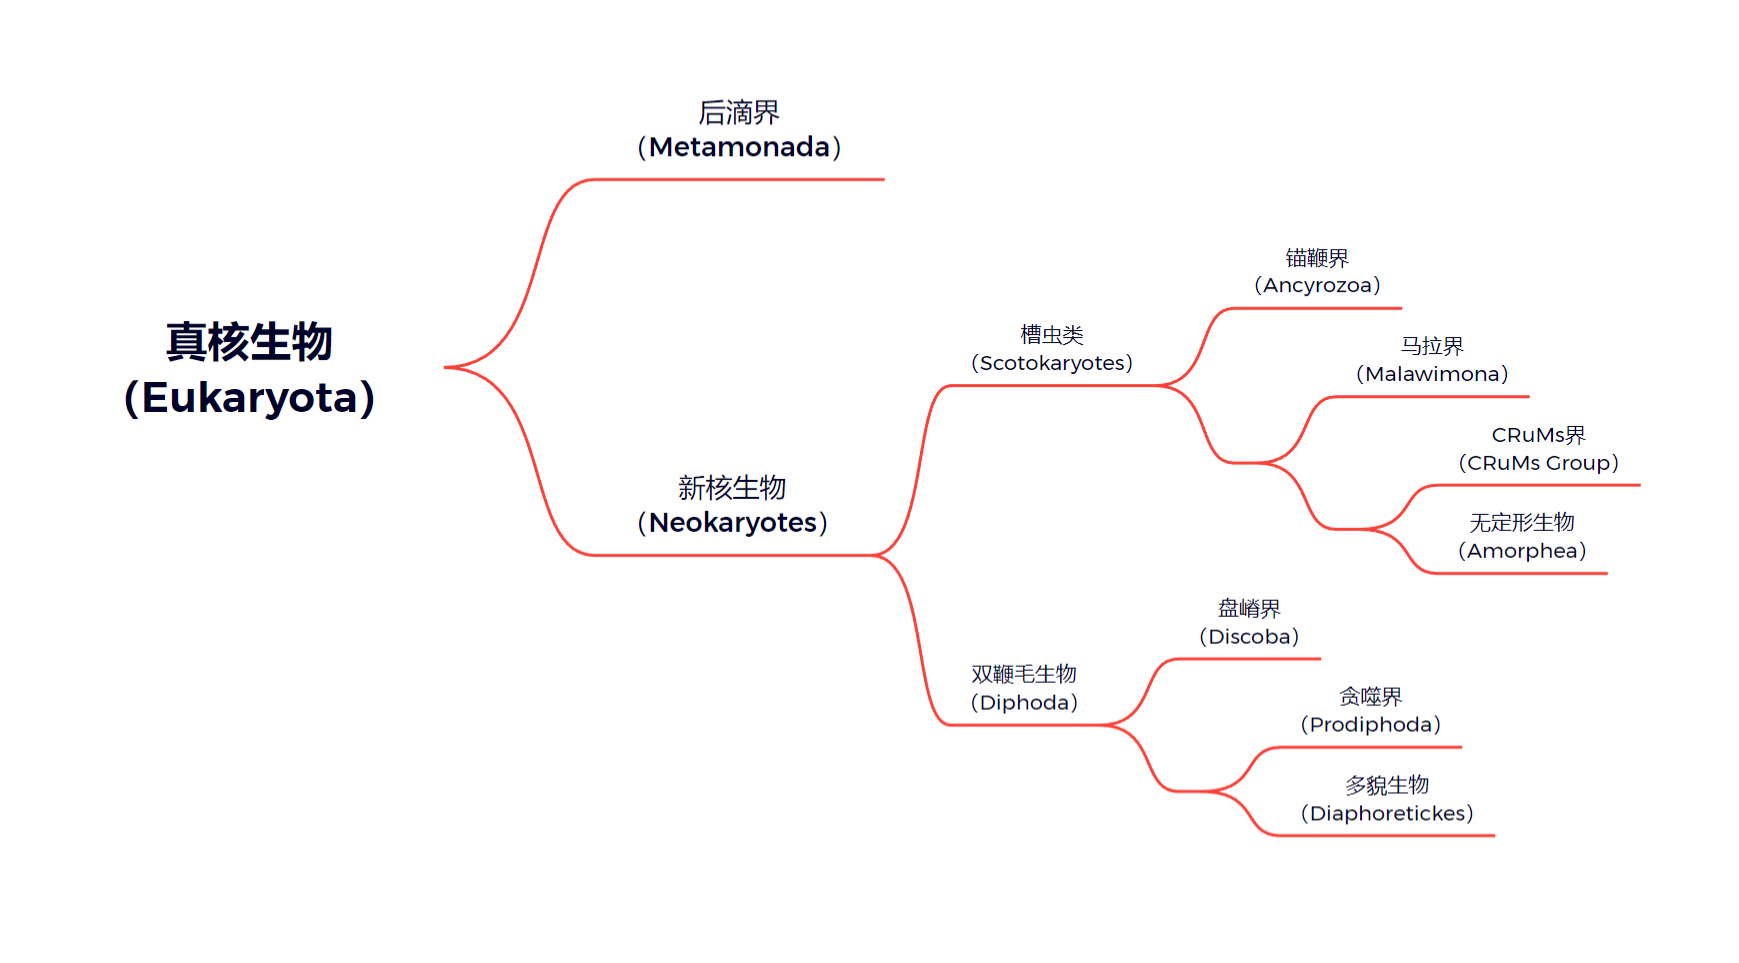 后滴界
（Metamonada）
真核生物
（Eukaryota）
新核生物
（Neokaryotes）
槽虫类
（Scotokaryotes）
锚鞭界
（Ancyrozoa）
马拉界
（Malawimona）
CRuMs界
（CRuMs Group）
无定形生物
（Amorphea）
双鞭毛生物
（Diphoda）
盘嵴界
（Discoba）
贪噬界
（Prodiphoda）
多貌生物
（Diaphoretickes）